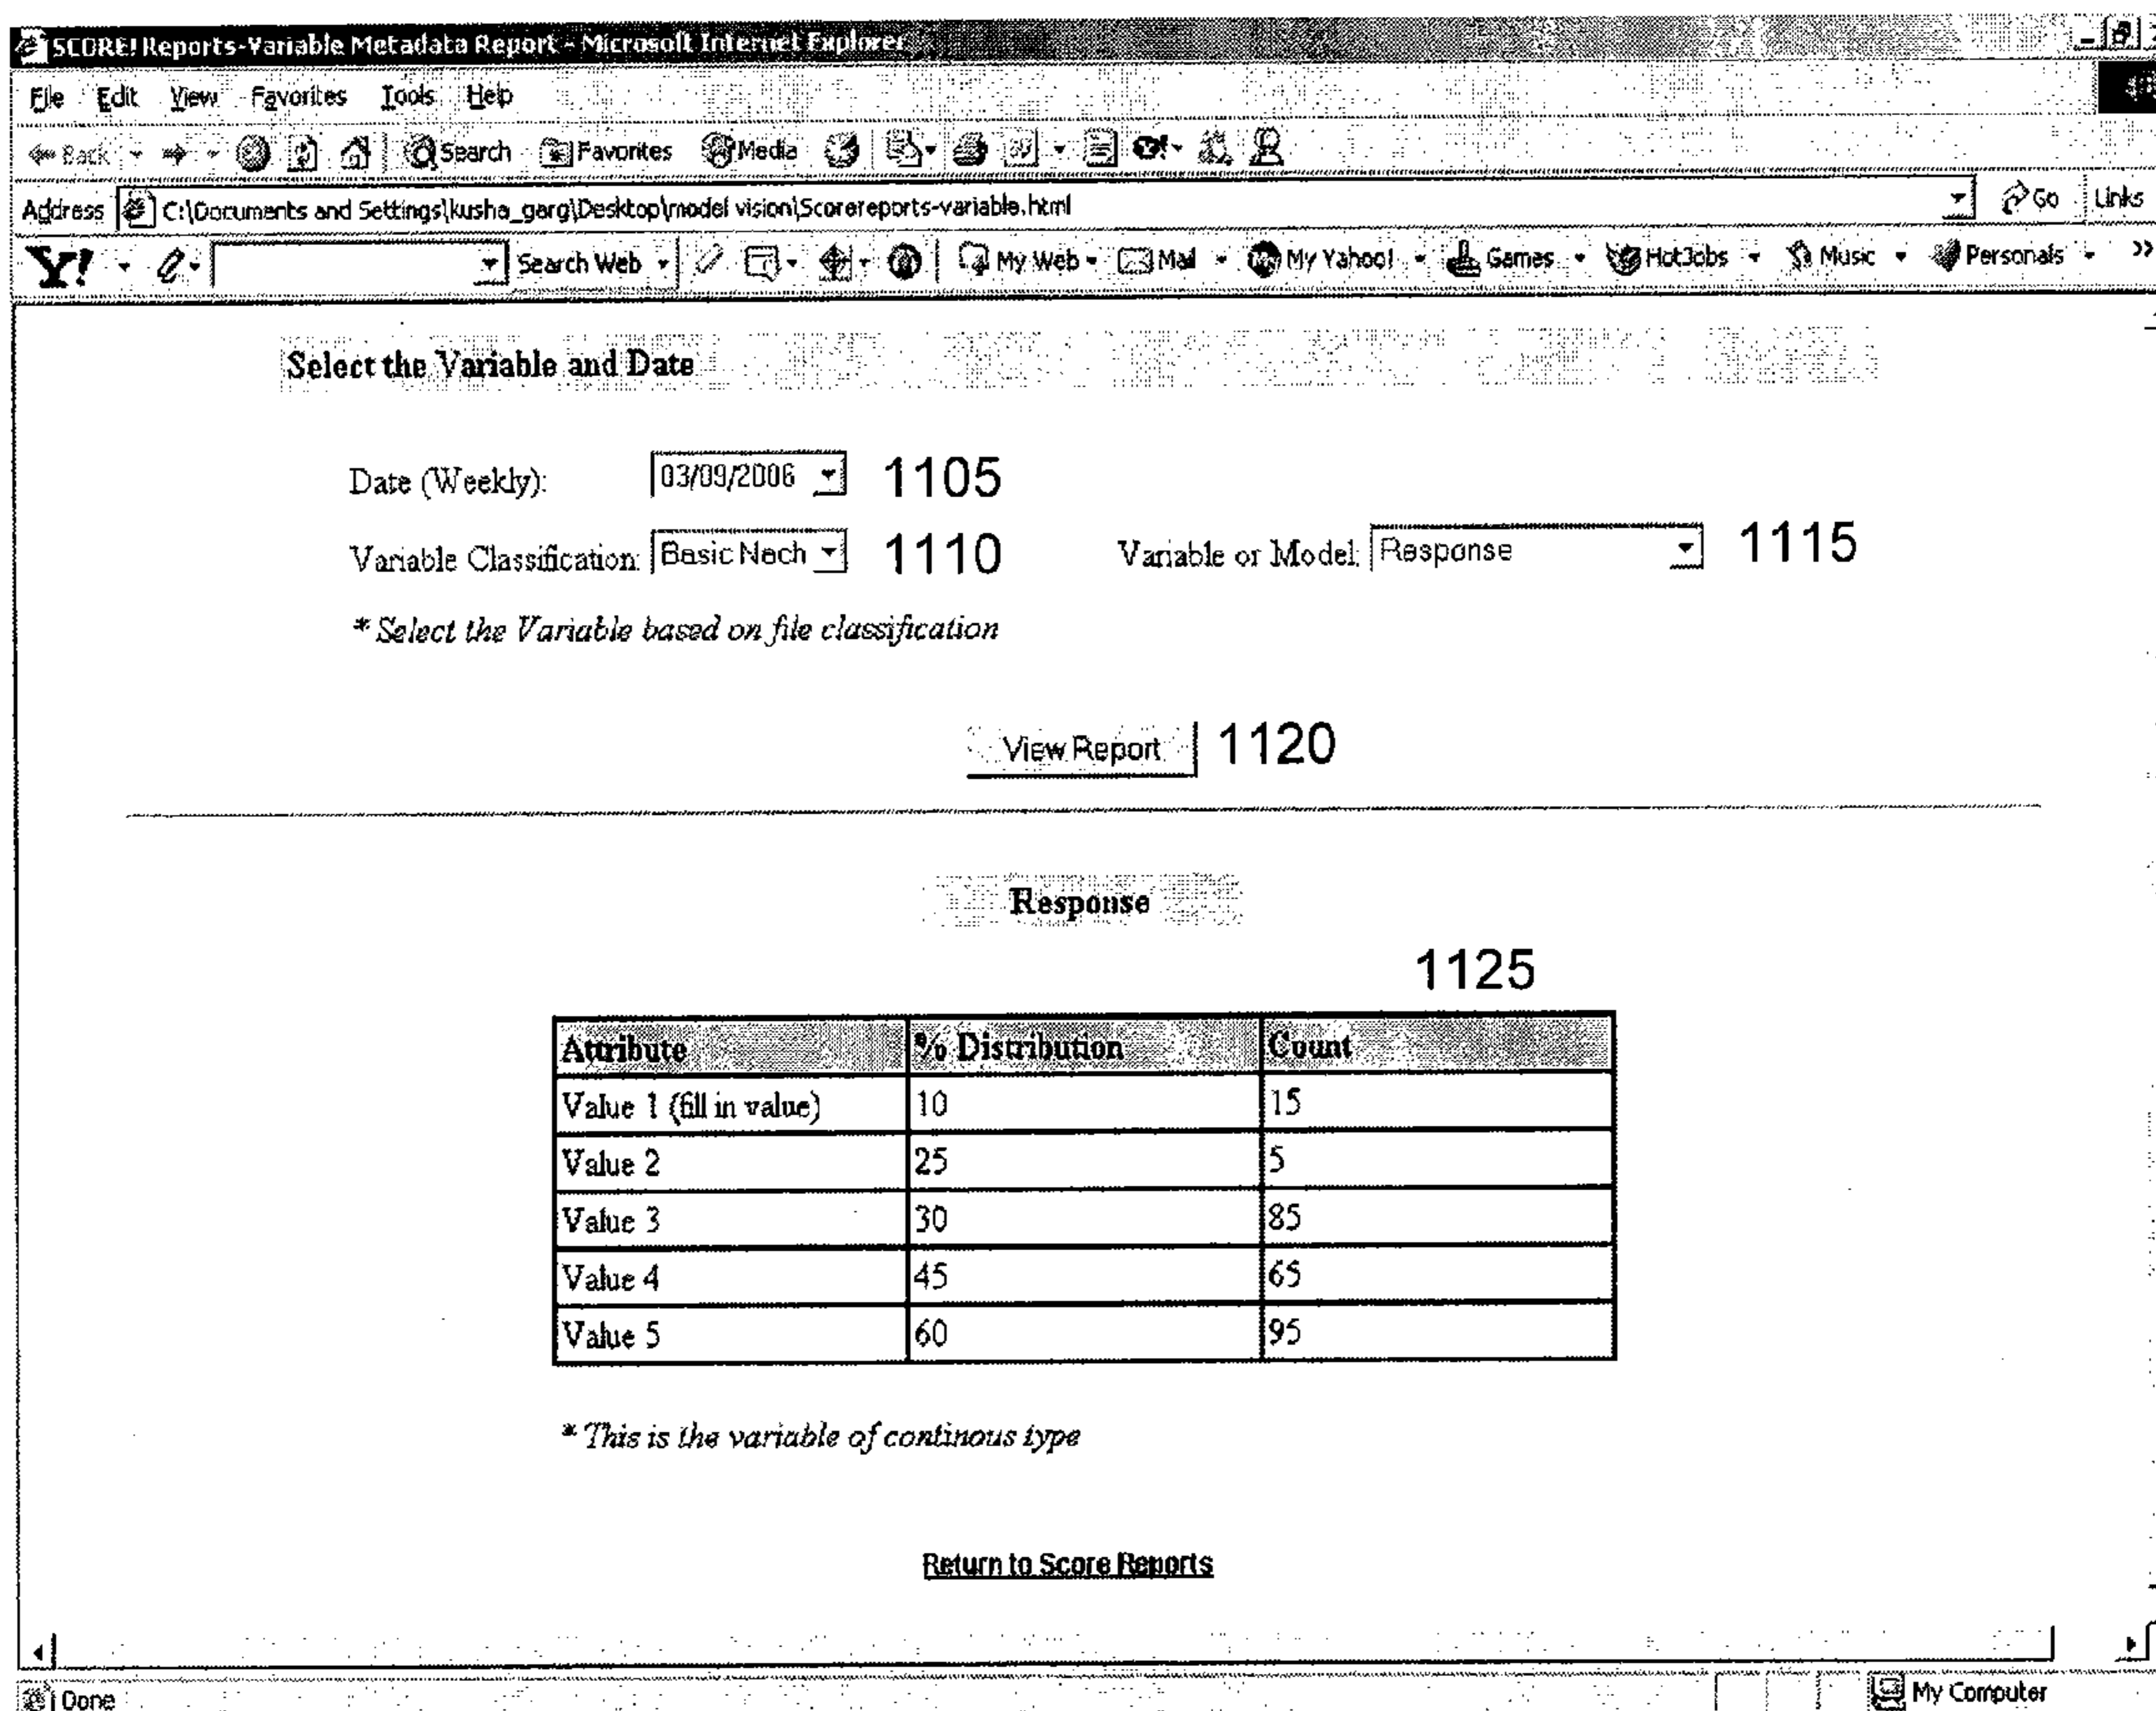 SCORE! Reports-Variable Metadata Report - Microsoft Internet Explorer
File Edit View Favorites Tools Help
Back Search Favorites Media
Address C:\Documents and Settings\kusha_garg\Desktop\model vision\Scorereports-variable.html Go Links
Y! Search Web My Web Mail My Yahoo! Games HotJobs Music Personals »
Select the Variable and Date
Date (Weekly): 03/09/2006 1105
Variable Classification: Basic Nech 1110 Variable or Model: Response 1115
* Select the Variable based on file classification
View Report 1120
Response
1125
Attribute % Distribution Count
Value 1 (fill in value) 10 15
Value 2 25 5
Value 3 30 85
Value 4 45 65
Value 5 60 95
* This is the variable of continous type
Return to Score Reports
Done My Computer